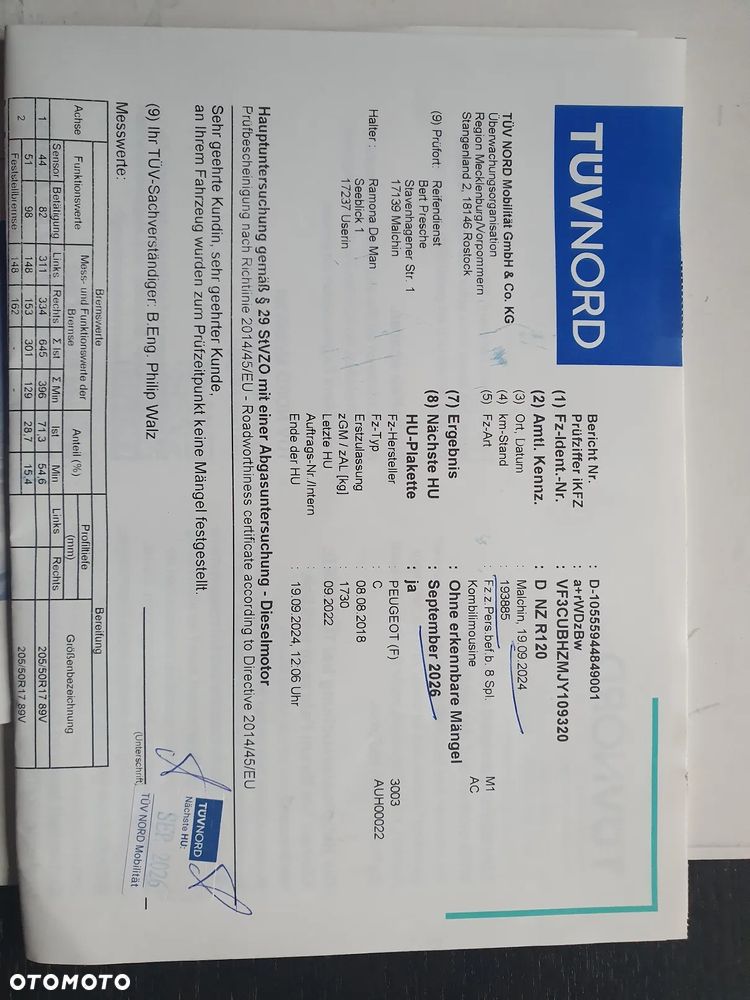 TÜVNORD
TÜV NORD Mobilität GmbH & Co. KG
Überwachungsorganisation
Region Mecklenburg/Vorpommern
Stangenland 2, 18146 Rostock
(9) Prüfort: Reifendienst
Bert Presche
Stavenhagener Str. 1
17139 Malchin
Halter : Ramona De Man
Seeblick 1
17237 Userin
Bericht Nr. : D-105559448490001
Prüfziffer iKFZ : a+rWDzBw
(1) Fz-Ident.-Nr. : VF3CUBHZMJY109320
(2) Amtl. Kennz. : D NZ R120
(3) Ort, Datum : Malchin, 19.09.2024
(4) km-Stand : 193885
(5) Fz-Art : Fz.z.Pers.bef.b. 8 Spl. M1
Kombilimousine AC
(7) Ergebnis : Ohne erkennbare Mängel
(8) Nächste HU : September 2026
HU-Plakette : ja
Fz-Hersteller : PEUGEOT (F) 3003
Fz-Typ : C AUH00022
Erstzulassung : 08.08.2018
zGM / zAL [kg] : 1730
Letzte HU : 09.2022
Auftrags-Nr./Intern :
Ende der HU : 19.09.2024, 12:06 Uhr
Hauptuntersuchung gemäß § 29 StVZO mit einer Abgasuntersuchung - Dieselmotor
Prüfbescheinigung nach Richtlinie 2014/45/EU - Roadworthiness certificate according to Directive 2014/45/EU
Sehr geehrte Kundin, sehr geehrter Kunde,
an Ihrem Fahrzeug wurden zum Prüfzeitpunkt keine Mängel festgestellt.
TÜVNORD
Nächste HU:
SEP. 2026
TÜV NORD Mobilität
(9) Ihr TÜV-Sachverständiger: B.Eng. Philip Walz
(Unterschrift)
Messwerte:
Bremswerte Bereifung
Achse Funktionswerte Mess- und Funktionswerte der Bremse Anteil (%) Profiltiefe (mm) Größenbezeichnung
Sensor Betätigung Links Rechts Σ Ist Σ Min Ist Min Links Rechts
1 44 82 311 334 645 396 71,3 54,6 205/50R17 89V
2 51 98 148 153 301 129 28,7 15,4 205/50R17 89V
Feststellbremse 148 162 - -
OTOMOTO